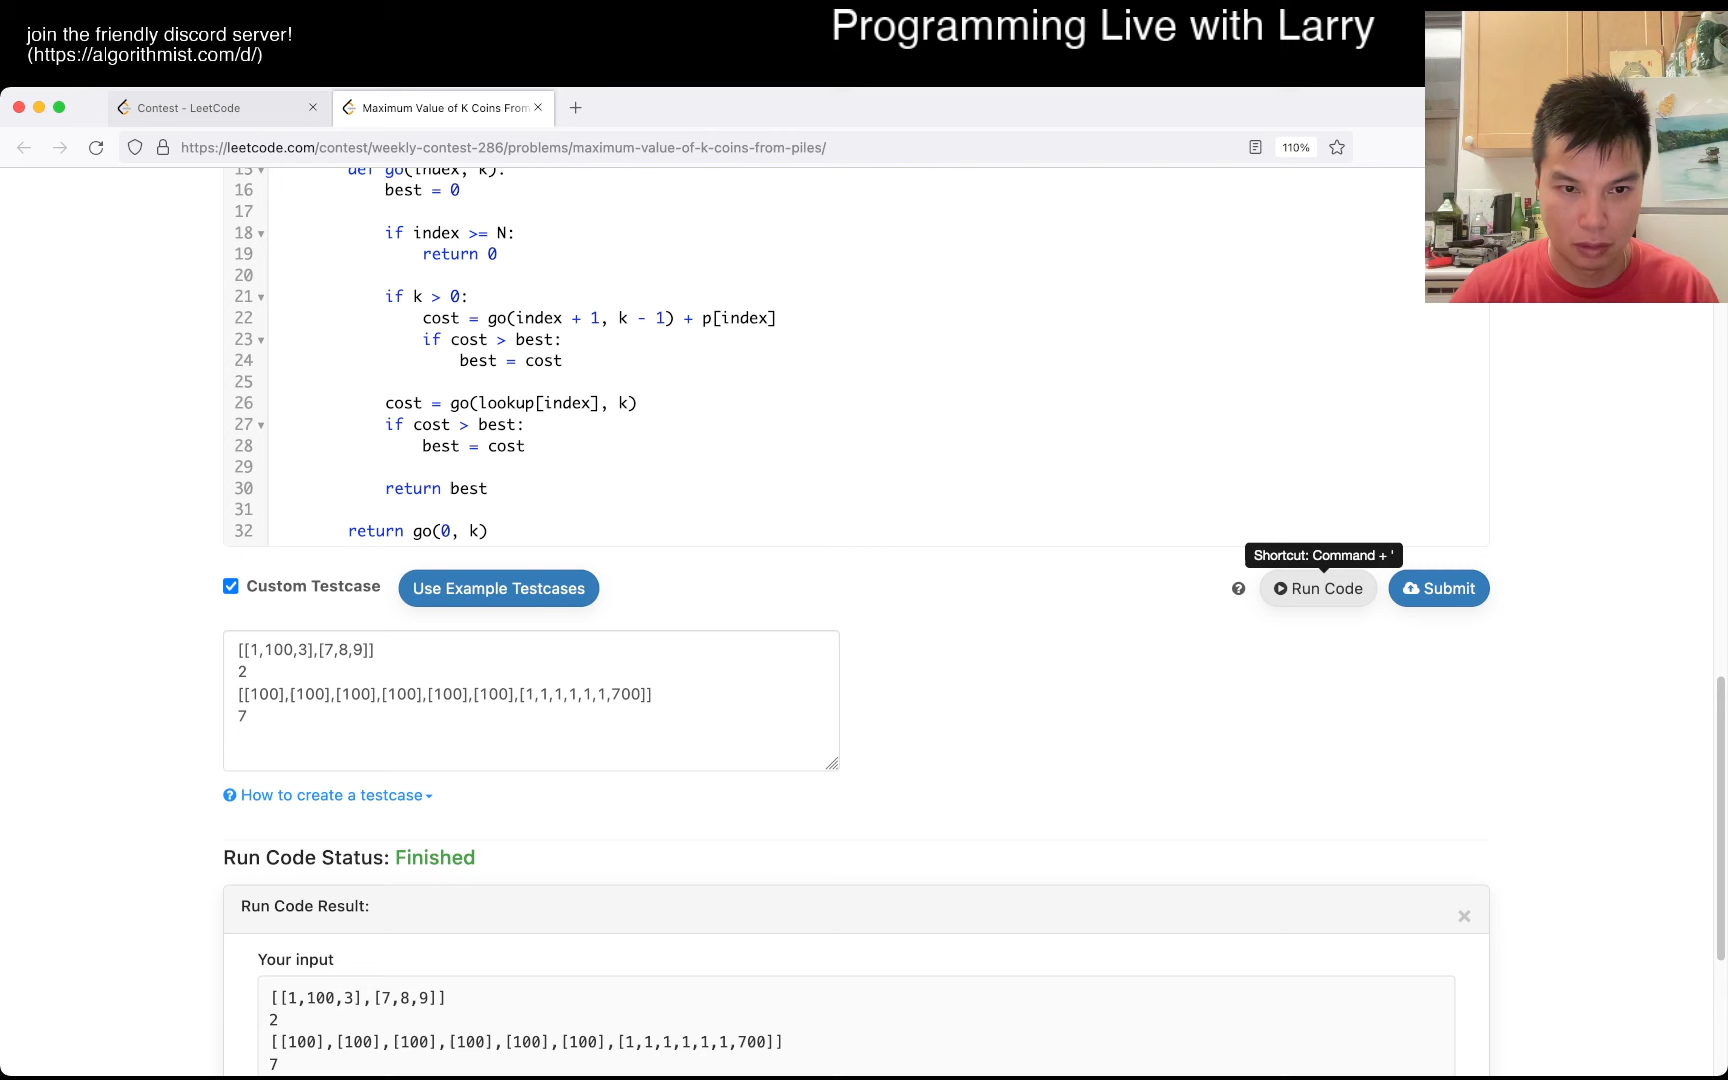 join the friendly discord server!
(https://algorithmist.com/d/)
Programming Live with Larry
Contest - LeetCode
Maximum Value of K Coins From
https://leetcode.com/contest/weekly-contest-286/problems/maximum-value-of-k-coins-from-piles/
110%
15 def go(index, k):
16 best = 0
17
18 if index >= N:
19 return 0
20
21 if k > 0:
22 cost = go(index + 1, k - 1) + p[index]
23 if cost > best:
24 best = cost
25
26 cost = go(lookup[index], k)
27 if cost > best:
28 best = cost
29
30 return best
31
32 return go(0, k)
Shortcut: Command + '
Custom Testcase
Use Example Testcases
Run Code
Submit
[[1,100,3],[7,8,9]]
2
[[100],[100],[100],[100],[100],[100],[1,1,1,1,1,1,700]]
7
How to create a testcase
Run Code Status: Finished
Run Code Result:
Your input
[[1,100,3],[7,8,9]]
2
[[100],[100],[100],[100],[100],[100],[1,1,1,1,1,1,700]]
7